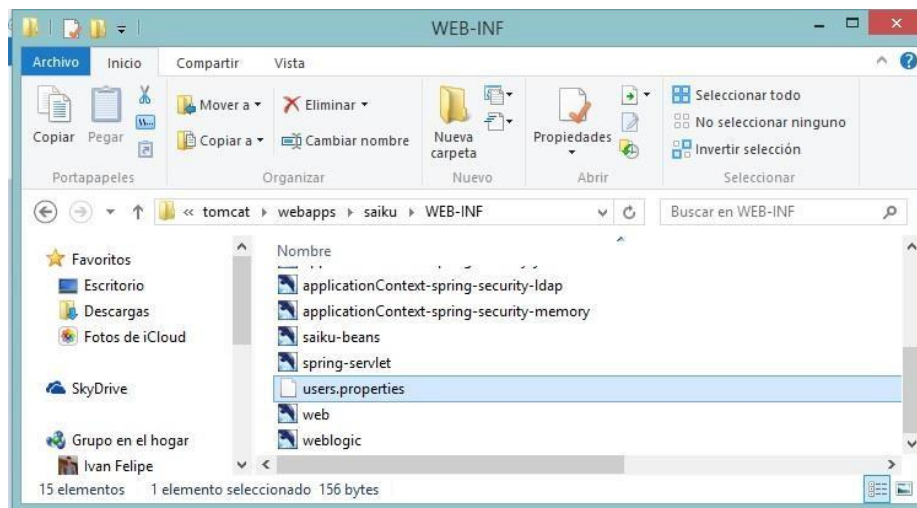 WEB-INF
Archivo Inicio Compartir Vista
Copiar Pegar Mover a Copiar a Eliminar Cambiar nombre Nueva carpeta Propiedades Seleccionar todo No seleccionar ninguno Invertir selección
Portapapeles Organizar Nuevo Abrir Seleccionar
« tomcat webapps saiku WEB-INF Buscar en WEB-INF
Favoritos
Escritorio
Descargas
Fotos de iCloud
SkyDrive
Grupo en el hogar
Ivan Felipe
Nombre
applicationContext-spring-security-ldap
applicationContext-spring-security-memory
saiku-beans
spring-servlet
users.properties
web
weblogic
15 elementos 1 elemento seleccionado 156 bytes